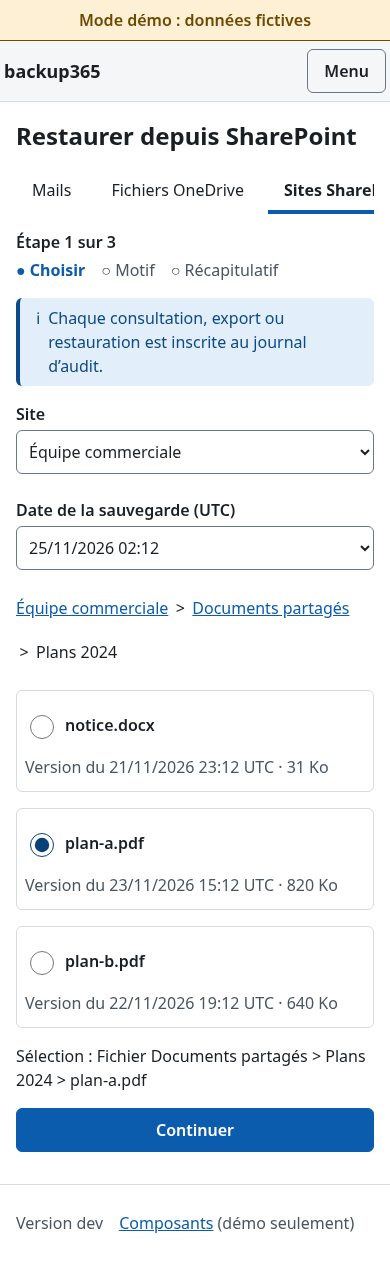 Mode démo : données fictives
backup365
Menu
Restaurer depuis SharePoint
Mails
Fichiers OneDrive
Sites Share
Étape 1 sur 3
● Choisir
○ Motif
○ Récapitulatif
i Chaque consultation, export ou
restauration est inscrite au journal
d’audit.
Site
Équipe commerciale
Date de la sauvegarde (UTC)
25/11/2026 02:12
Équipe commerciale > Documents partagés
> Plans 2024
notice.docx
Version du 21/11/2026 23:12 UTC · 31 Ko
plan-a.pdf
Version du 23/11/2026 15:12 UTC · 820 Ko
plan-b.pdf
Version du 22/11/2026 19:12 UTC · 640 Ko
Sélection : Fichier Documents partagés > Plans
2024 > plan-a.pdf
Continuer
Version dev
Composants (démo seulement)